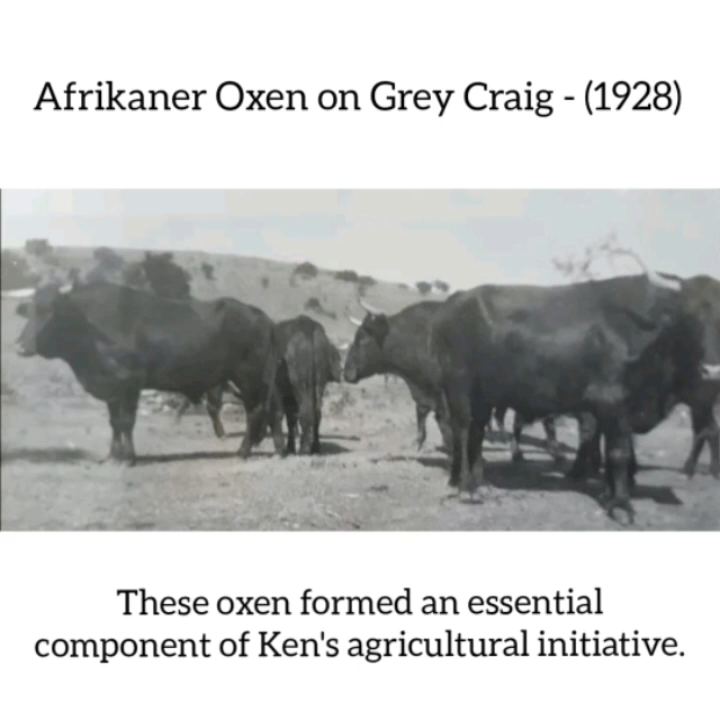 Afrikaner Oxen on Grey Craig - (1928)
These oxen formed an essential
component of Ken's agricultural initiative.